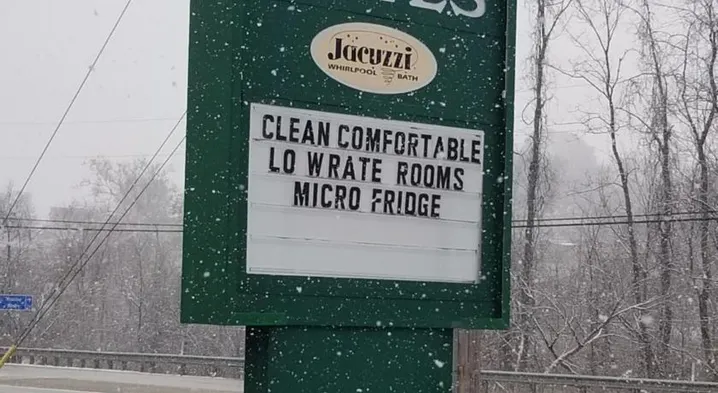 Jacuzzi
WHIRLPOOL BATH
CLEAN COMFORTABLE
LO WRATE ROOMS
MICRO FRIDGE